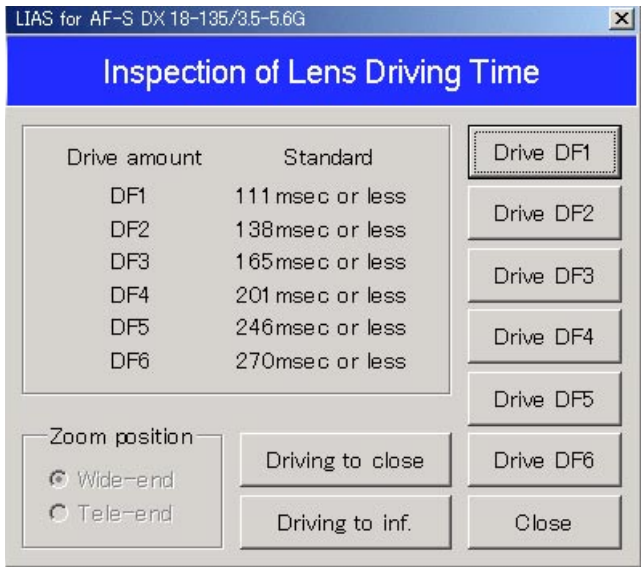 LIAS for AF-S DX 18-135/3.5-5.6G
Inspection of Lens Driving Time
Drive amount Standard
DF1 111msec or less
DF2 138msec or less
DF3 165msec or less
DF4 201msec or less
DF5 246msec or less
DF6 270msec or less
Drive DF1
Drive DF2
Drive DF3
Drive DF4
Drive DF5
Drive DF6
Close
Zoom position
Wide-end
Tele-end
Driving to close
Driving to inf.